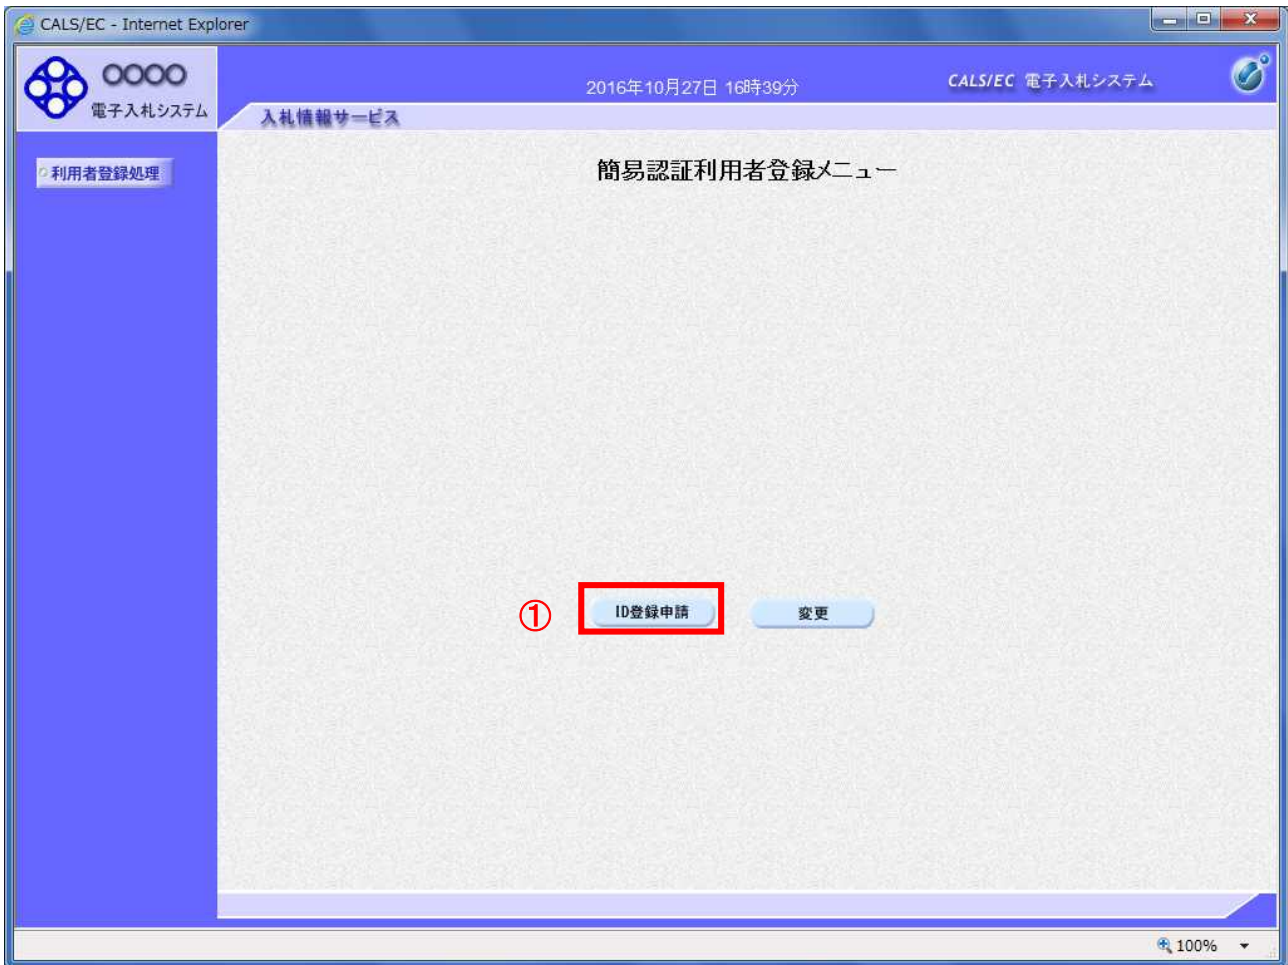 CALS/EC - Internet Explorer
〇〇〇〇
電子入札システム
2016年10月27日 16時39分
CALS/EC 電子入札システム
入札情報サービス
利用者登録処理
簡易認証利用者登録メニュー
①
ID登録申請
変更
100%